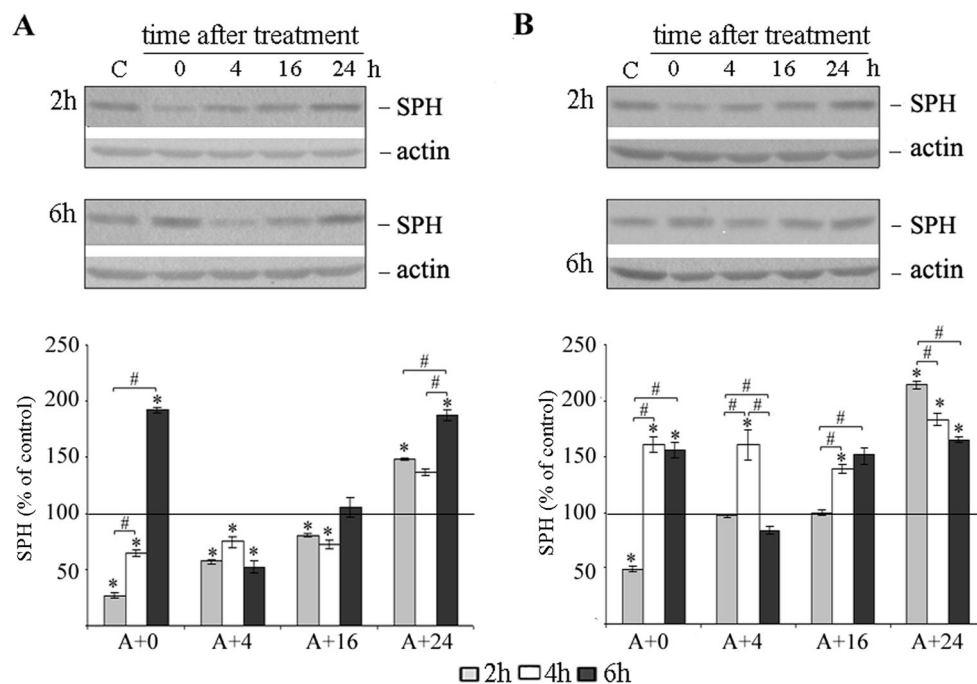 A
time after treatment
C 0 4 16 24 h
2h
– SPH
– actin
6h
– SPH
– actin
SPH (% of control)
250
200
150
100
50
# # # #
* * * * * * * * * *
A+0 A+4 A+16 A+24
B
time after treatment
C 0 4 16 24 h
2h
– SPH
– actin
– SPH
6h
– actin
SPH (% of control)
250
200
150
100
50
# # # # # # # # #
* * * * * * * *
A+0 A+4 A+16 A+24
2h 4h 6h